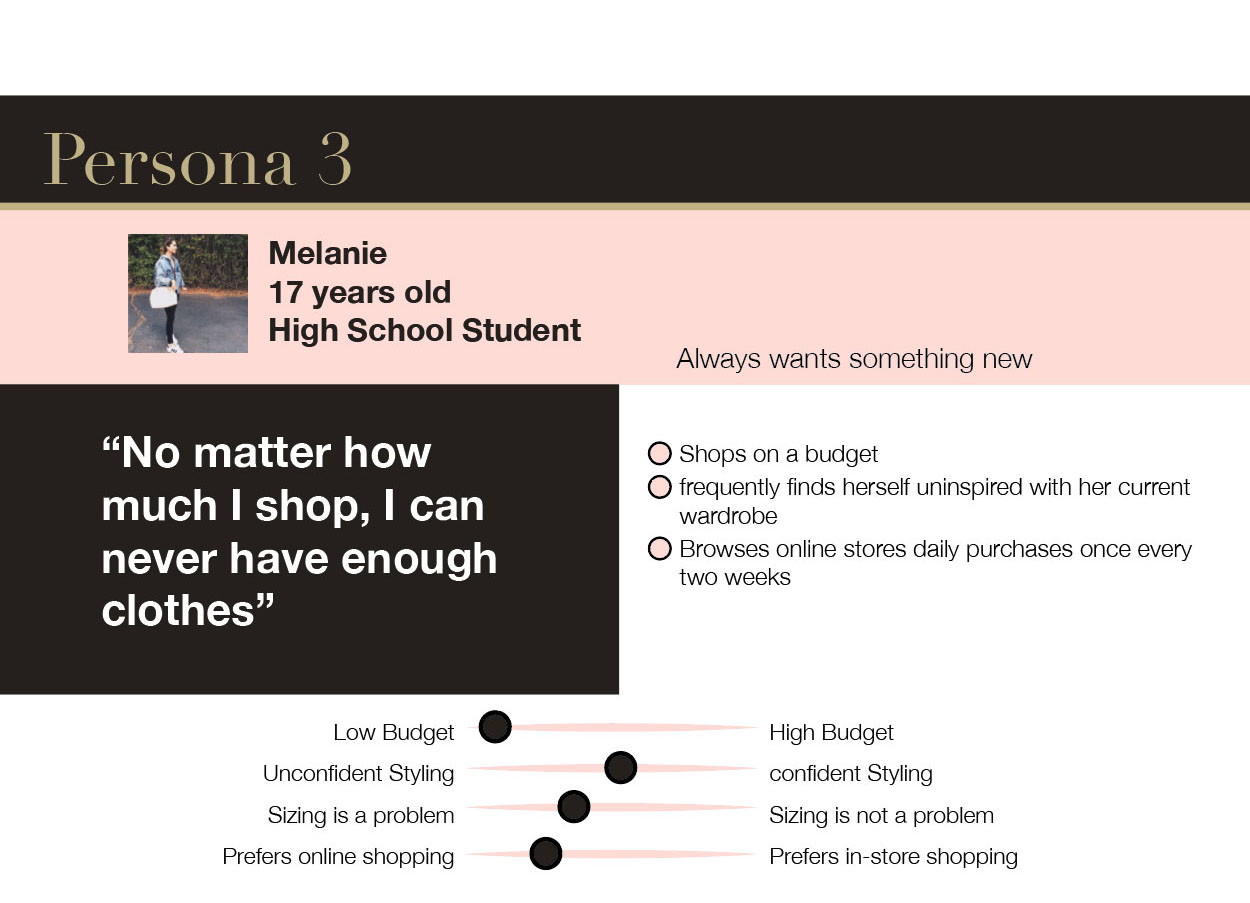 Persona 3
Melanie
17 years old
High School Student
Always wants something new
“No matter how
much I shop, I can
never have enough
clothes”
Shops on a budget
frequently finds herself uninspired with her current
wardrobe
Browses online stores daily purchases once every
two weeks
Low Budget
High Budget
Unconfident Styling
confident Styling
Sizing is a problem
Sizing is not a problem
Prefers online shopping
Prefers in-store shopping